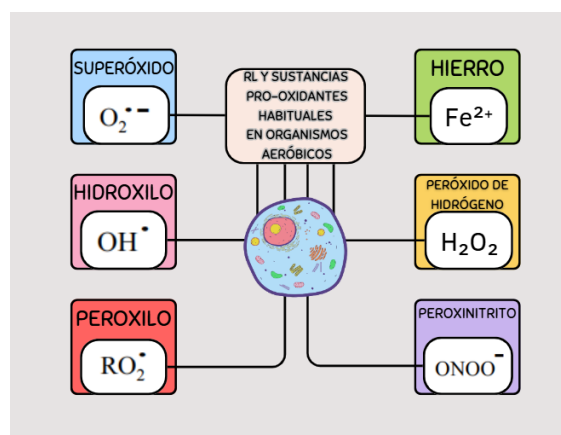 SUPERÓXIDO
O₂•−
RL Y SUSTANCIAS
PRO-OXIDANTES
HABITUALES
EN ORGANISMOS
AERÓBICOS
HIERRO
Fe²⁺
HIDROXILO
OH•
PERÓXIDO DE
HIDRÓGENO
H₂O₂
PEROXILO
RO₂•
PEROXINITRITO
ONOO⁻